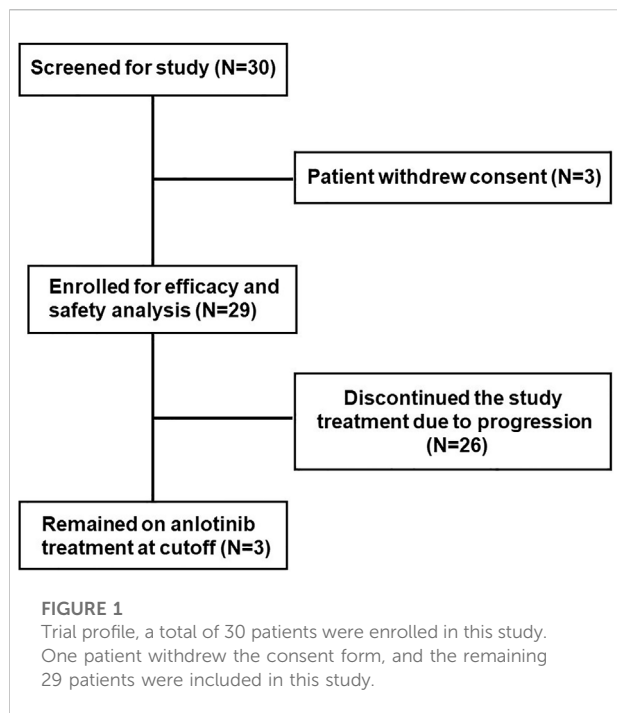 Screened for study (N=30)
Patient withdrew consent (N=3)
Enrolled for efficacy and
safety analysis (N=29)
Discontinued the study
treatment due to progression
(N=26)
Remained on anlotinib
treatment at cutoff (N=3)
FIGURE 1
Trial profile, a total of 30 patients were enrolled in this study.
One patient withdrew the consent form, and the remaining
29 patients were included in this study.